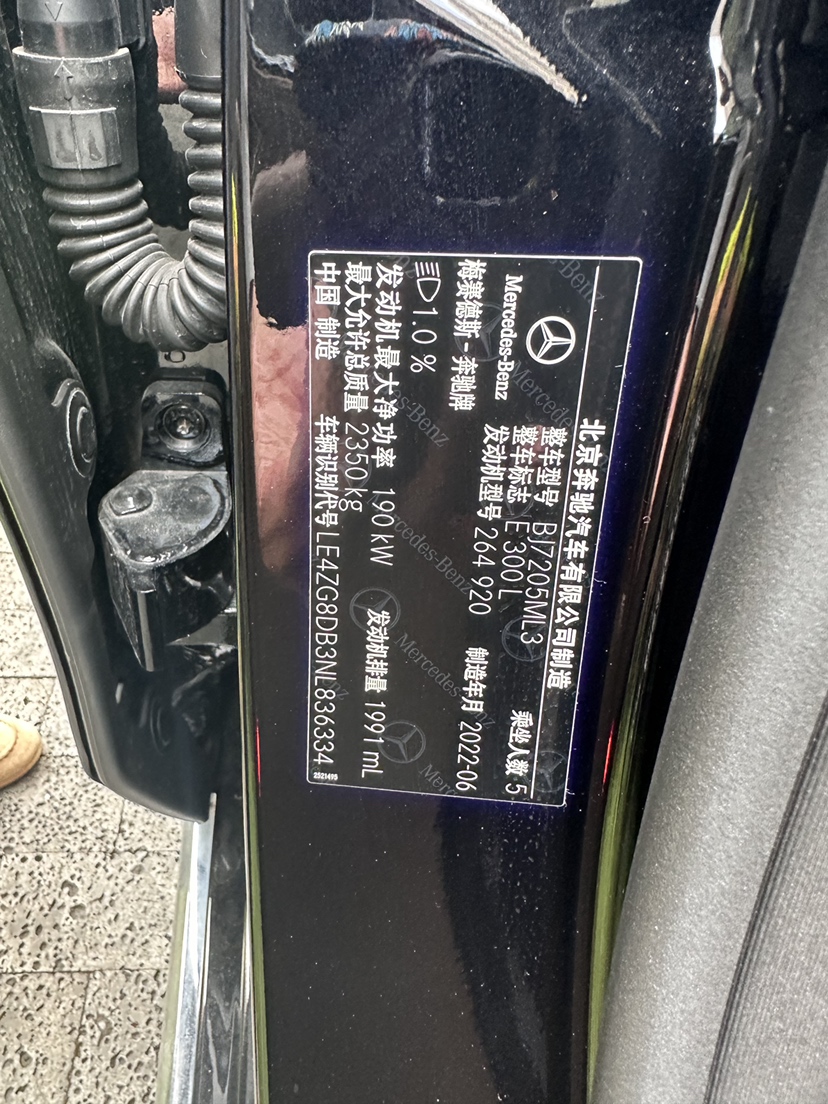 北京奔驰汽车有限公司制造
Mercedes-Benz
梅赛德斯-奔驰牌
整车型号 BJ7205ML3
整车标志 E 300 L 乘坐人数 5
发动机型号 264 920 制造年月 2022-06
1.0 %
发动机最大净功率 190 kW 发动机排量 1991 mL
最大允许总质量 2350 kg
中国 制造 车辆识别代号 LE4ZG8DB3NL836334
2521495